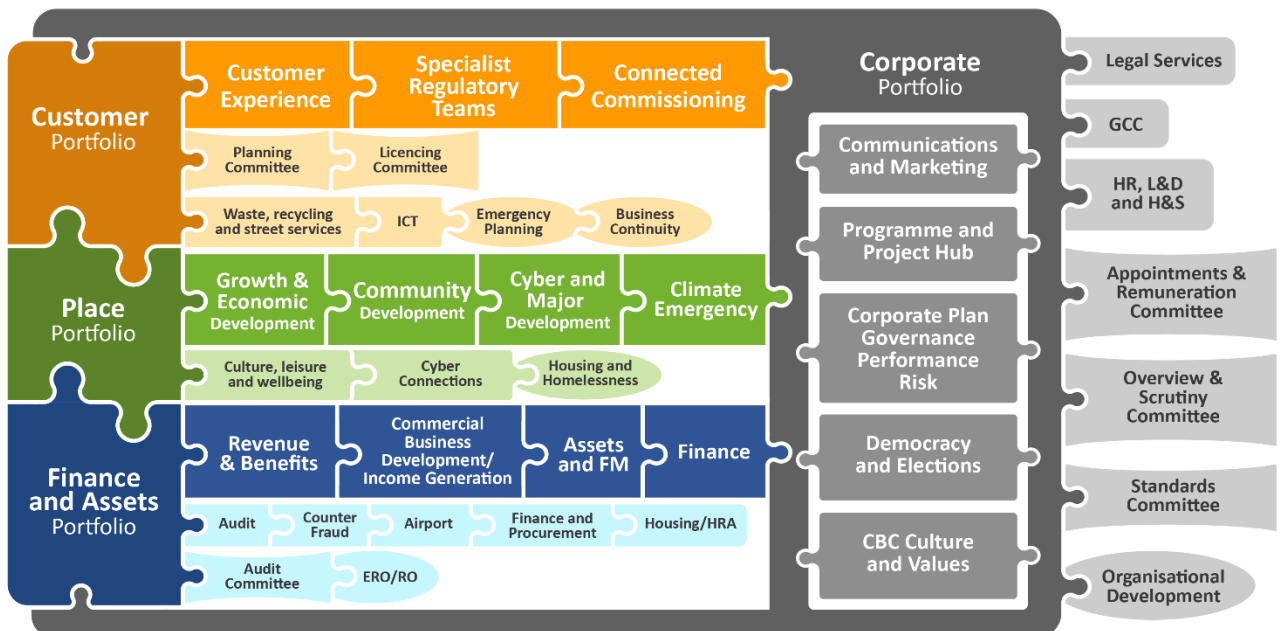 Customer
Portfolio
Customer
Experience
Specialist
Regulatory
Teams
Connected
Commissioning
Planning
Committee
Licencing
Committee
Waste, recycling
and street services
ICT
Emergency
Planning
Business
Continuity
Place
Portfolio
Growth &
Economic
Development
Community
Development
Cyber and
Major
Development
Climate
Emergency
Culture, leisure
and wellbeing
Cyber
Connections
Housing and
Homelessness
Finance
and Assets
Portfolio
Revenue
& Benefits
Commercial
Business
Development/
Income Generation
Assets
and FM
Finance
Audit
Counter
Fraud
Airport
Finance and
Procurement
Housing/HRA
Audit
Committee
ERO/RO
Corporate
Portfolio
Communications
and Marketing
Programme and
Project Hub
Corporate Plan
Governance
Performance
Risk
Democracy
and Elections
CBC Culture
and Values
Legal Services
GCC
HR, L&D
and H&S
Appointments &
Remuneration
Committee
Overview &
Scrutiny
Committee
Standards
Committee
Organisational
Development